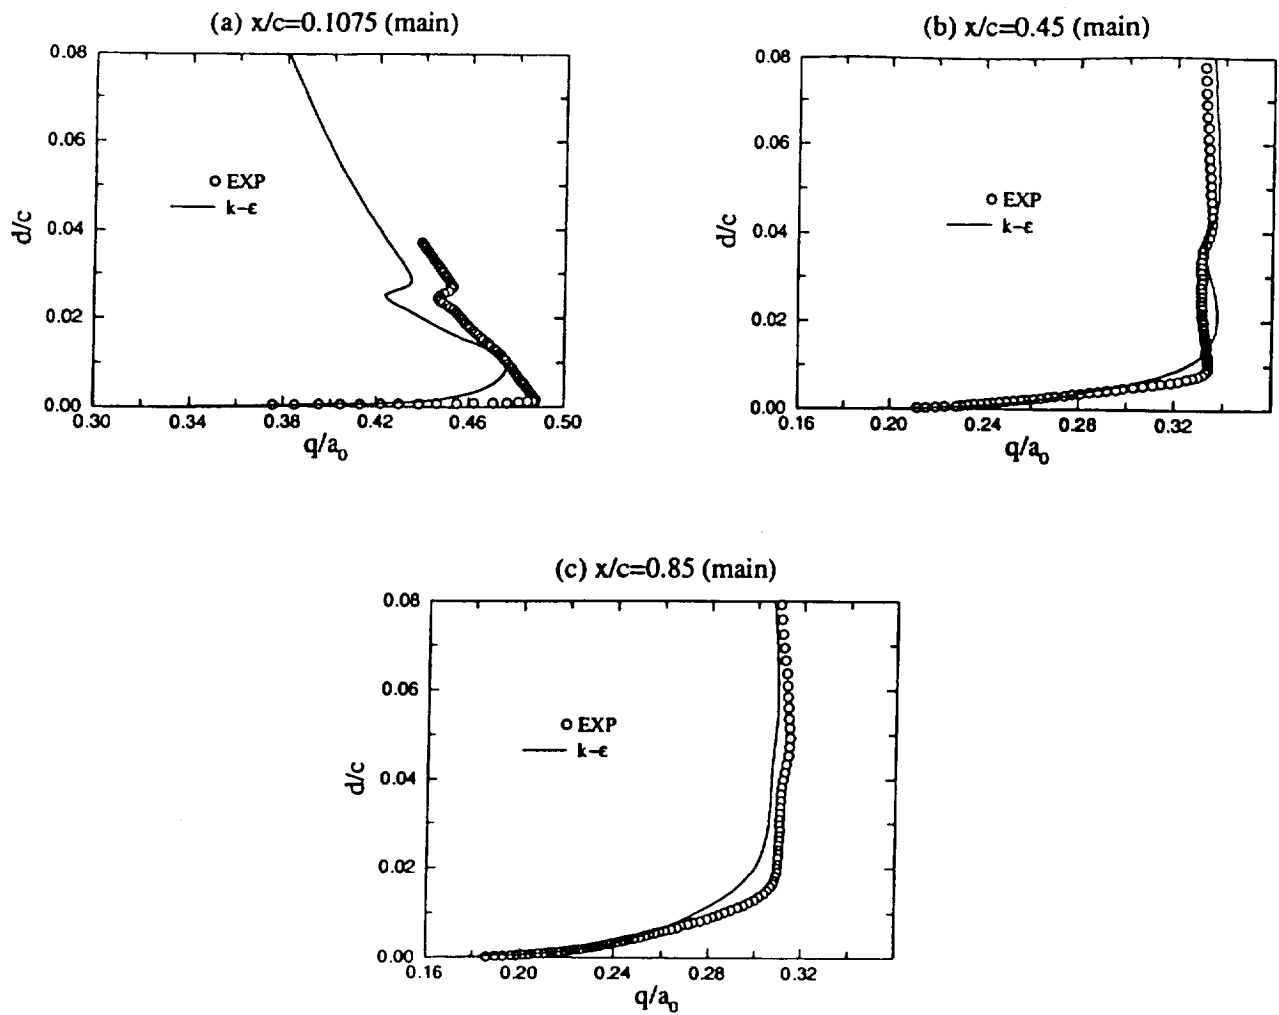 (a) x/c=0.1075 (main)
0.08
0.06
0.04
0.02
0.00
d/c
EXP
k-ε
0.30 0.34 0.38 0.42 0.46 0.50
q/a₀
(b) x/c=0.45 (main)
0.08
0.06
0.04
0.02
0.00
d/c
EXP
k-ε
0.16 0.20 0.24 0.28 0.32
q/a₀
(c) x/c=0.85 (main)
0.08
0.06
0.04
0.02
0.00
d/c
EXP
k-ε
0.16 0.20 0.24 0.28 0.32
q/a₀